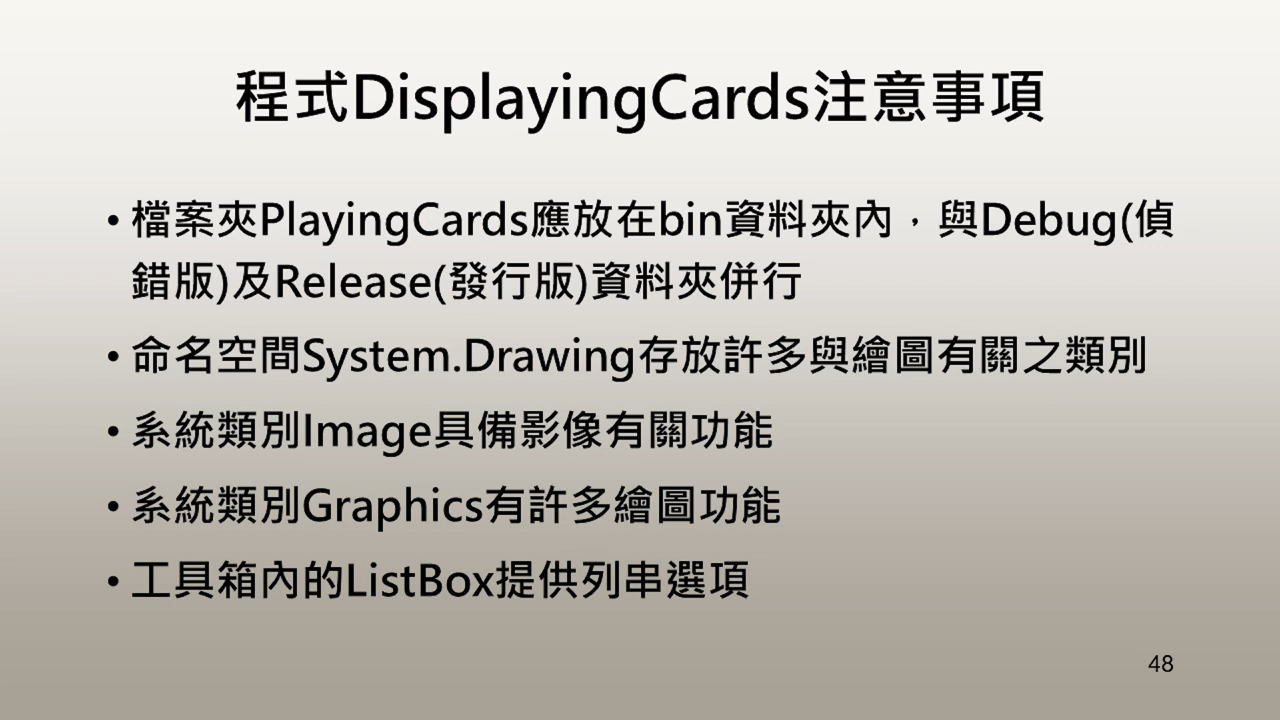 程式DisplayingCards注意事項
• 檔案夾PlayingCards應放在bin資料夾內，與Debug(偵
錯版)及Release(發行版)資料夾併行
• 命名空間System.Drawing存放許多與繪圖有關之類別
• 系統類別Image具備影像有關功能
• 系統類別Graphics有許多繪圖功能
• 工具箱內的ListBox提供列串選項
48